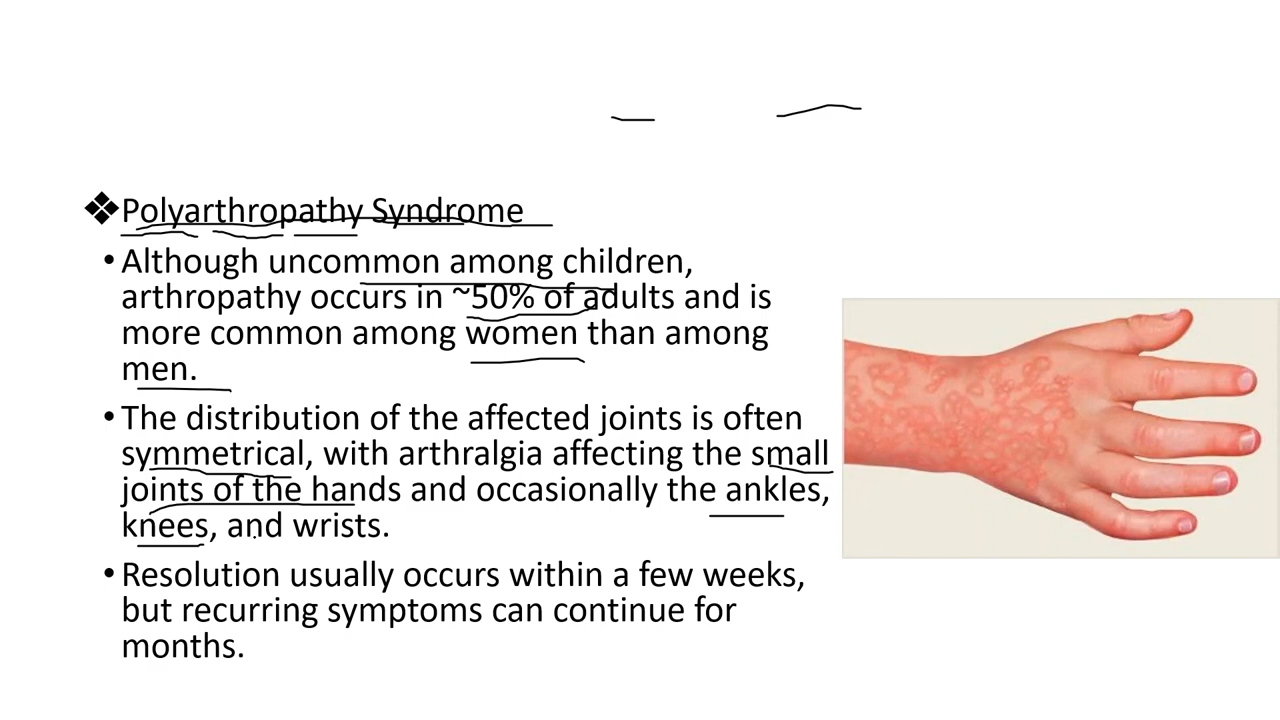 ❖Polyarthropathy Syndrome
• Although uncommon among children,
arthropathy occurs in ~50% of adults and is
more common among women than among
men.
• The distribution of the affected joints is often
symmetrical, with arthralgia affecting the small
joints of the hands and occasionally the ankles,
knees, and wrists.
• Resolution usually occurs within a few weeks,
but recurring symptoms can continue for
months.